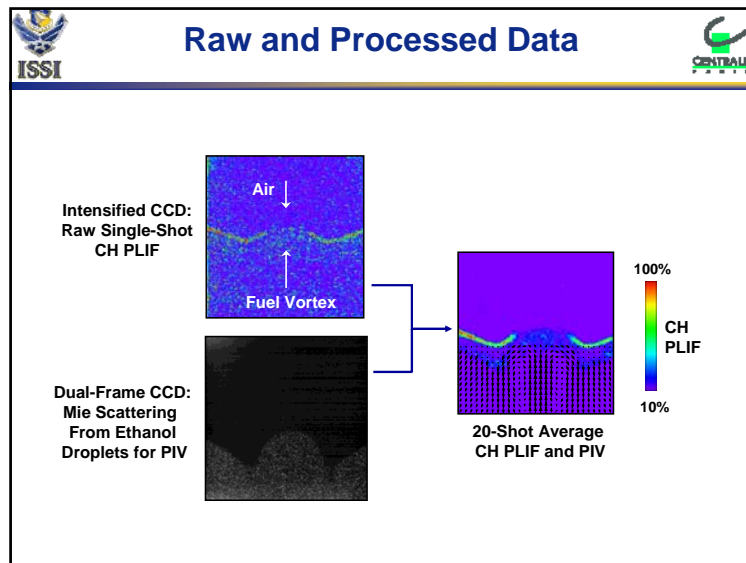 Raw and Processed Data
ISSI
Intensified CCD:
Raw Single-Shot
CH PLIF
Air
Fuel Vortex
Dual-Frame CCD:
Mie Scattering
From Ethanol
Droplets for PIV
100%
CH
PLIF
10%
20-Shot Average
CH PLIF and PIV